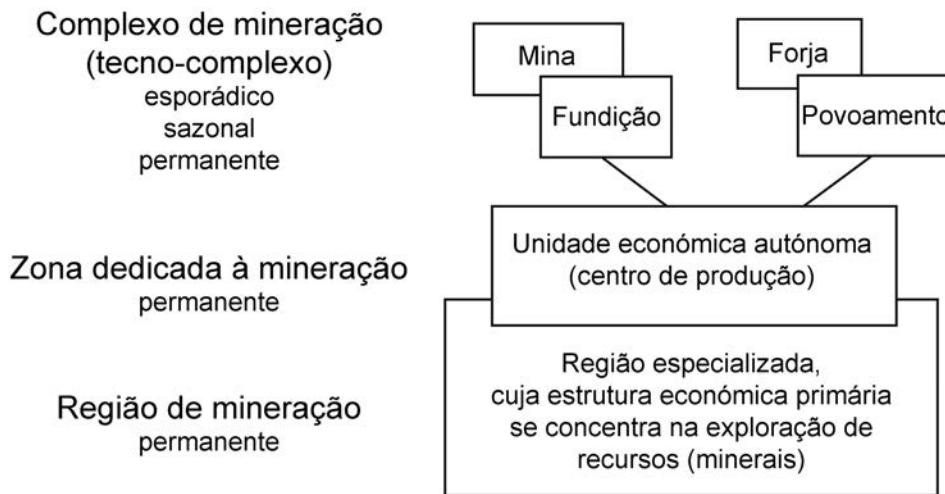 Complexo de mineração
(tecno-complexo)
esporádico
sazonal
permanente
Mina
Fundição
Forja
Povoamento
Zona dedicada à mineração
permanente
Unidade económica autónoma
(centro de produção)
Região de mineração
permanente
Região especializada,
cuja estrutura económica primária
se concentra na exploração de
recursos (minerais)